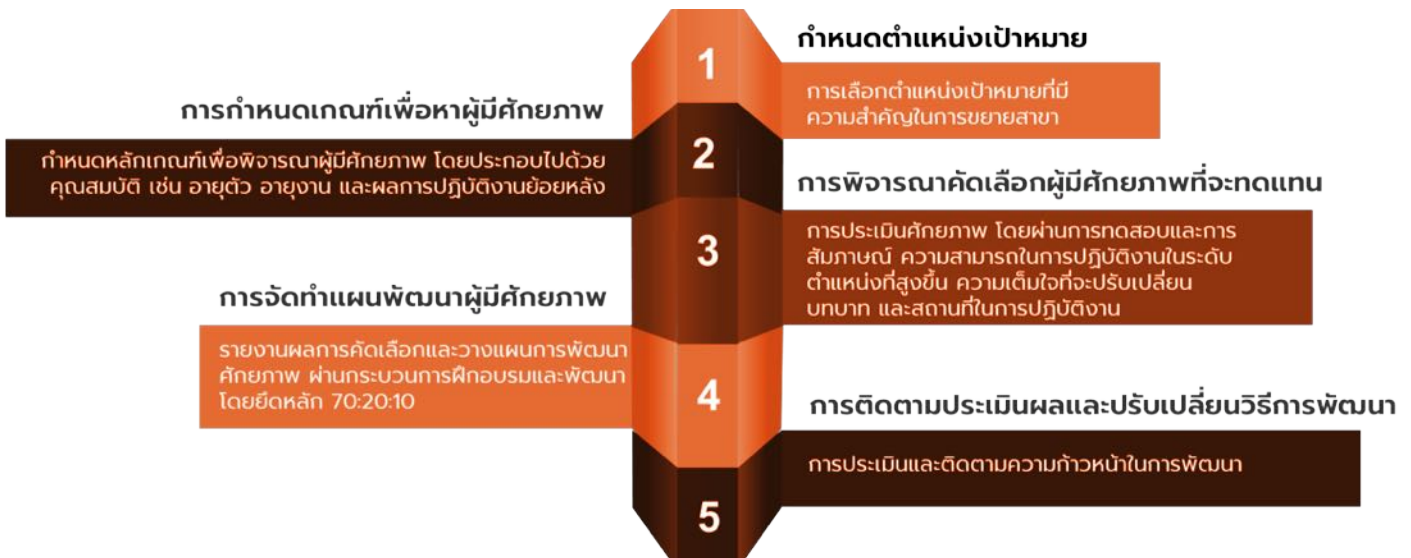 1
กำหนดตำแหน่งเป้าหมาย
การเลือกตำแหน่งเป้าหมายที่มี
ความสำคัญในการขยายสาขา
2
การกำหนดเกณฑ์เพื่อหาผู้มีศักยภาพ
กำหนดหลักเกณฑ์เพื่อพิจารณาผู้มีศักยภาพ โดยประกอบไปด้วย
คุณสมบัติ เช่น อายุตัว อายุงาน และผลการปฏิบัติงานย้อนหลัง
3
การพิจารณาคัดเลือกผู้มีศักยภาพที่จะทดแทน
การประเมินศักยภาพ โดยผ่านการทดสอบและการ
สัมภาษณ์ ความสามารถในการปฏิบัติงานในระดับ
ตำแหน่งที่สูงขึ้น ความเต็มใจที่จะปรับเปลี่ยน
บทบาท และสถานที่ในการปฏิบัติงาน
4
การจัดทำแผนพัฒนาผู้มีศักยภาพ
รายงานผลการคัดเลือกและวางแผนการพัฒนา
ศักยภาพ ผ่านกระบวนการฝึกอบรมและพัฒนา
โดยยึดหลัก 70:20:10
5
การติดตามประเมินผลและปรับเปลี่ยนวิธีการพัฒนา
การประเมินและติดตามความก้าวหน้าในการพัฒนา